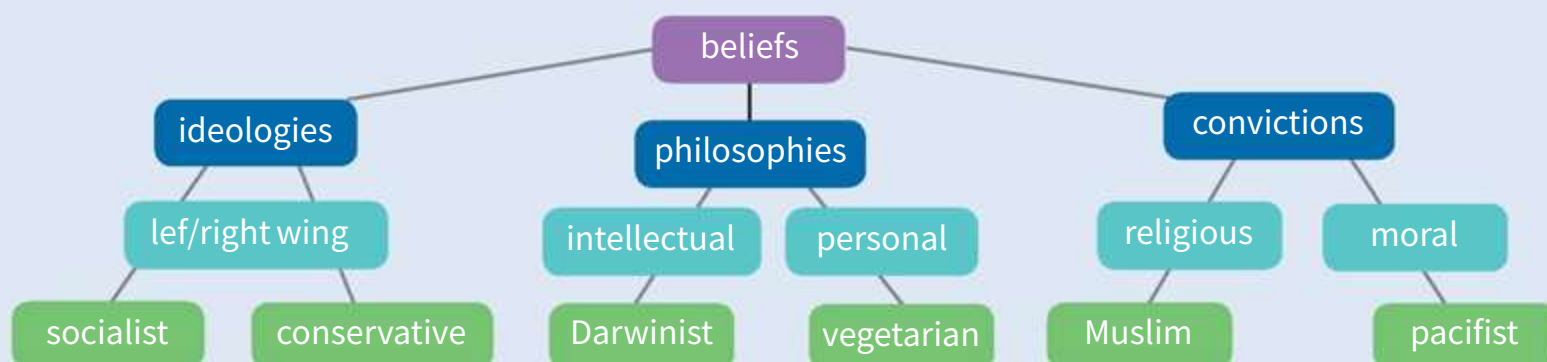 beliefs
ideologies
philosophies
convictions
lef/right wing
intellectual
personal
religious
moral
socialist
conservative
Darwinist
vegetarian
Muslim
pacifist